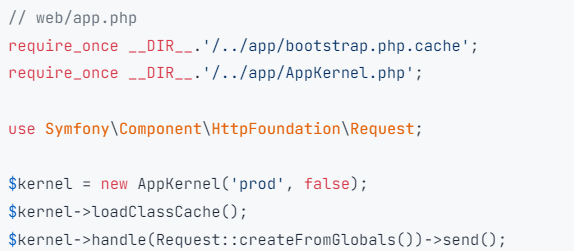 // web/app.php
require_once __DIR__.'/../app/bootstrap.php.cache';
require_once __DIR__.'/../app/AppKernel.php';
use Symfony\Component\HttpFoundation\Request;
$kernel = new AppKernel('prod', false);
$kernel->loadClassCache();
$kernel->handle(Request::createFromGlobals())->send();